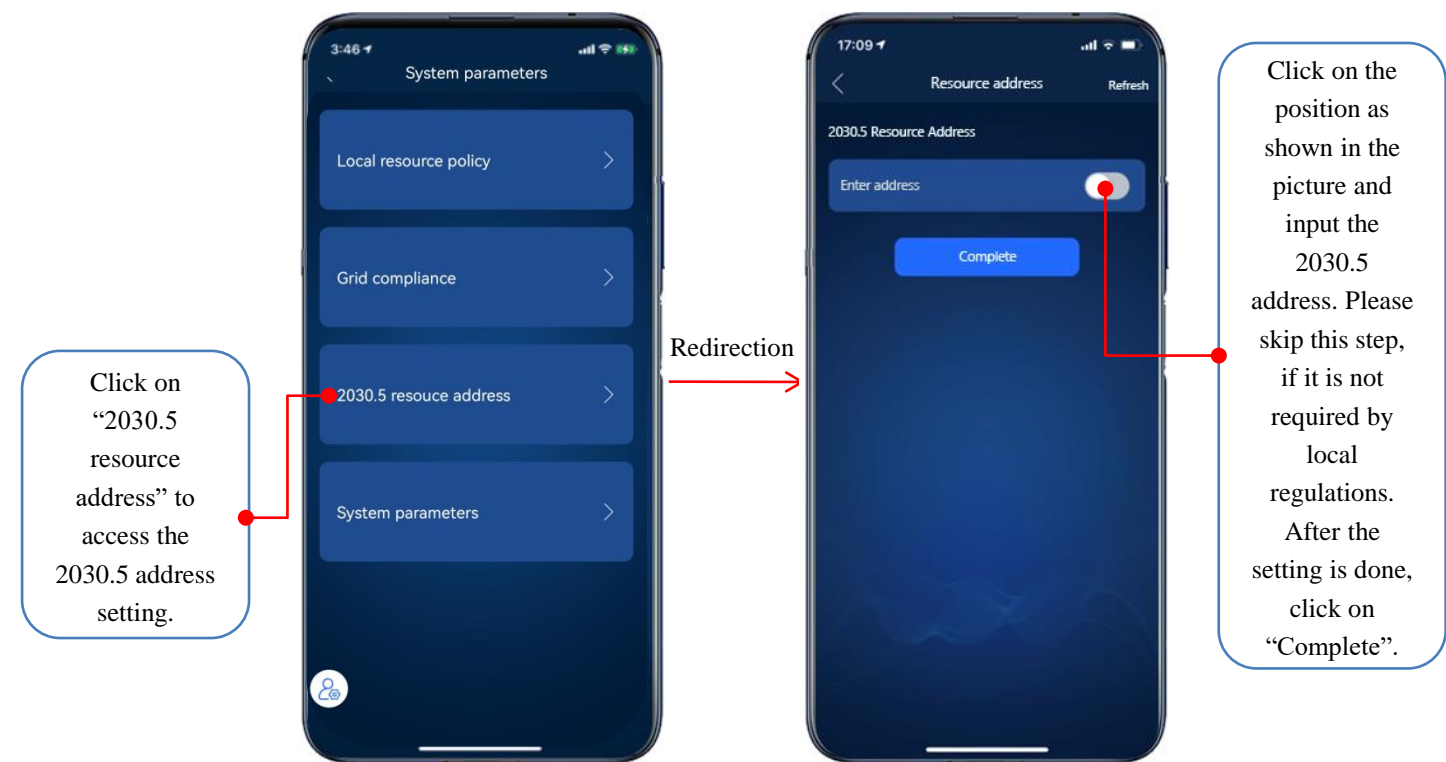 3:46
System parameters
Local resource policy
Grid compliance
2030.5 resouce address
System parameters
Click on
“2030.5
resource
address” to
access the
2030.5 address
setting.
Redirection
17:09
Resource address
Refresh
2030.5 Resource Address
Enter address
Complete
Click on the
position as
shown in the
picture and
input the
2030.5
address. Please
skip this step,
if it is not
required by
local
regulations.
After the
setting is done,
click on
“Complete”.